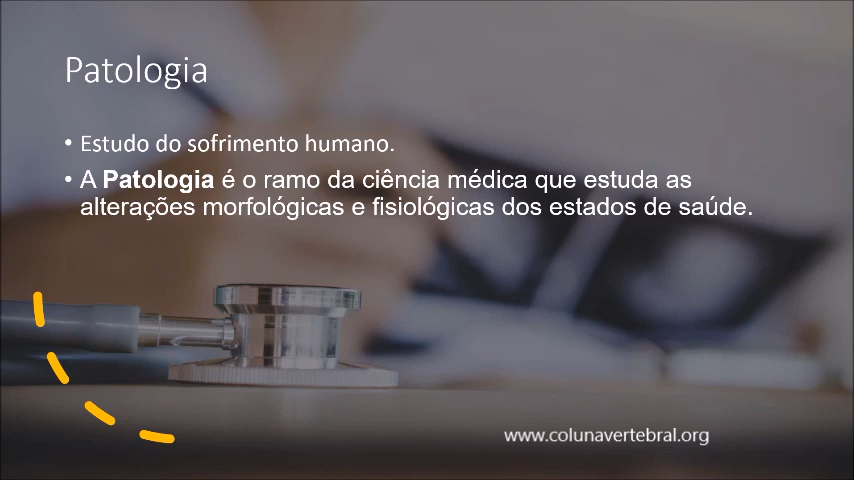 Patologia
• Estudo do sofrimento humano.
• A Patologia é o ramo da ciência médica que estuda as
alterações morfológicas e fisiológicas dos estados de saúde.
www.colunavertebral.org